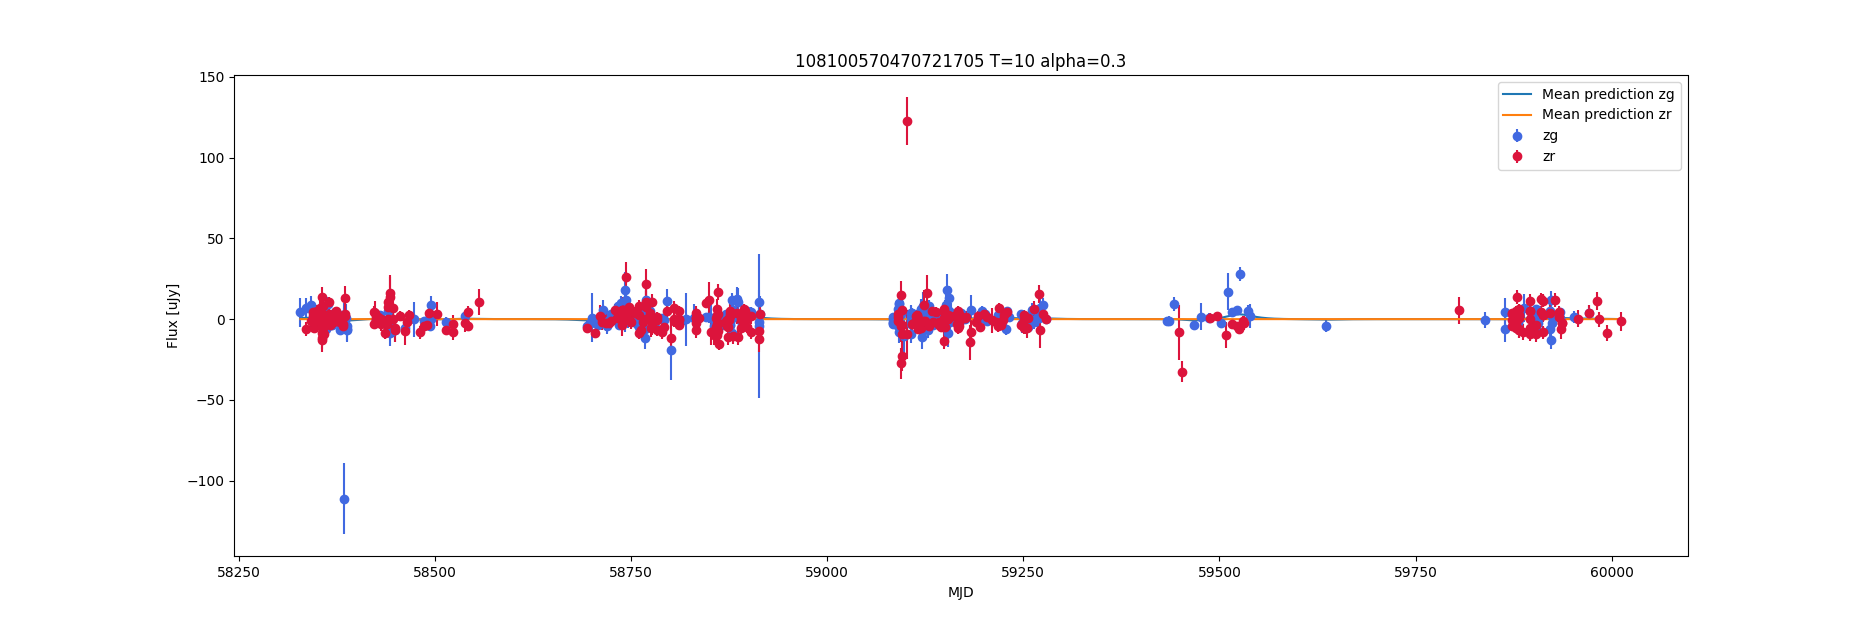 108100570470721705 T=10 alpha=0.3
150
100
50
0
−50
−100
Flux [uJy]
58250
58500
58750
59000
59250
59500
59750
60000
MJD
Mean prediction zg
Mean prediction zr
zg
zr